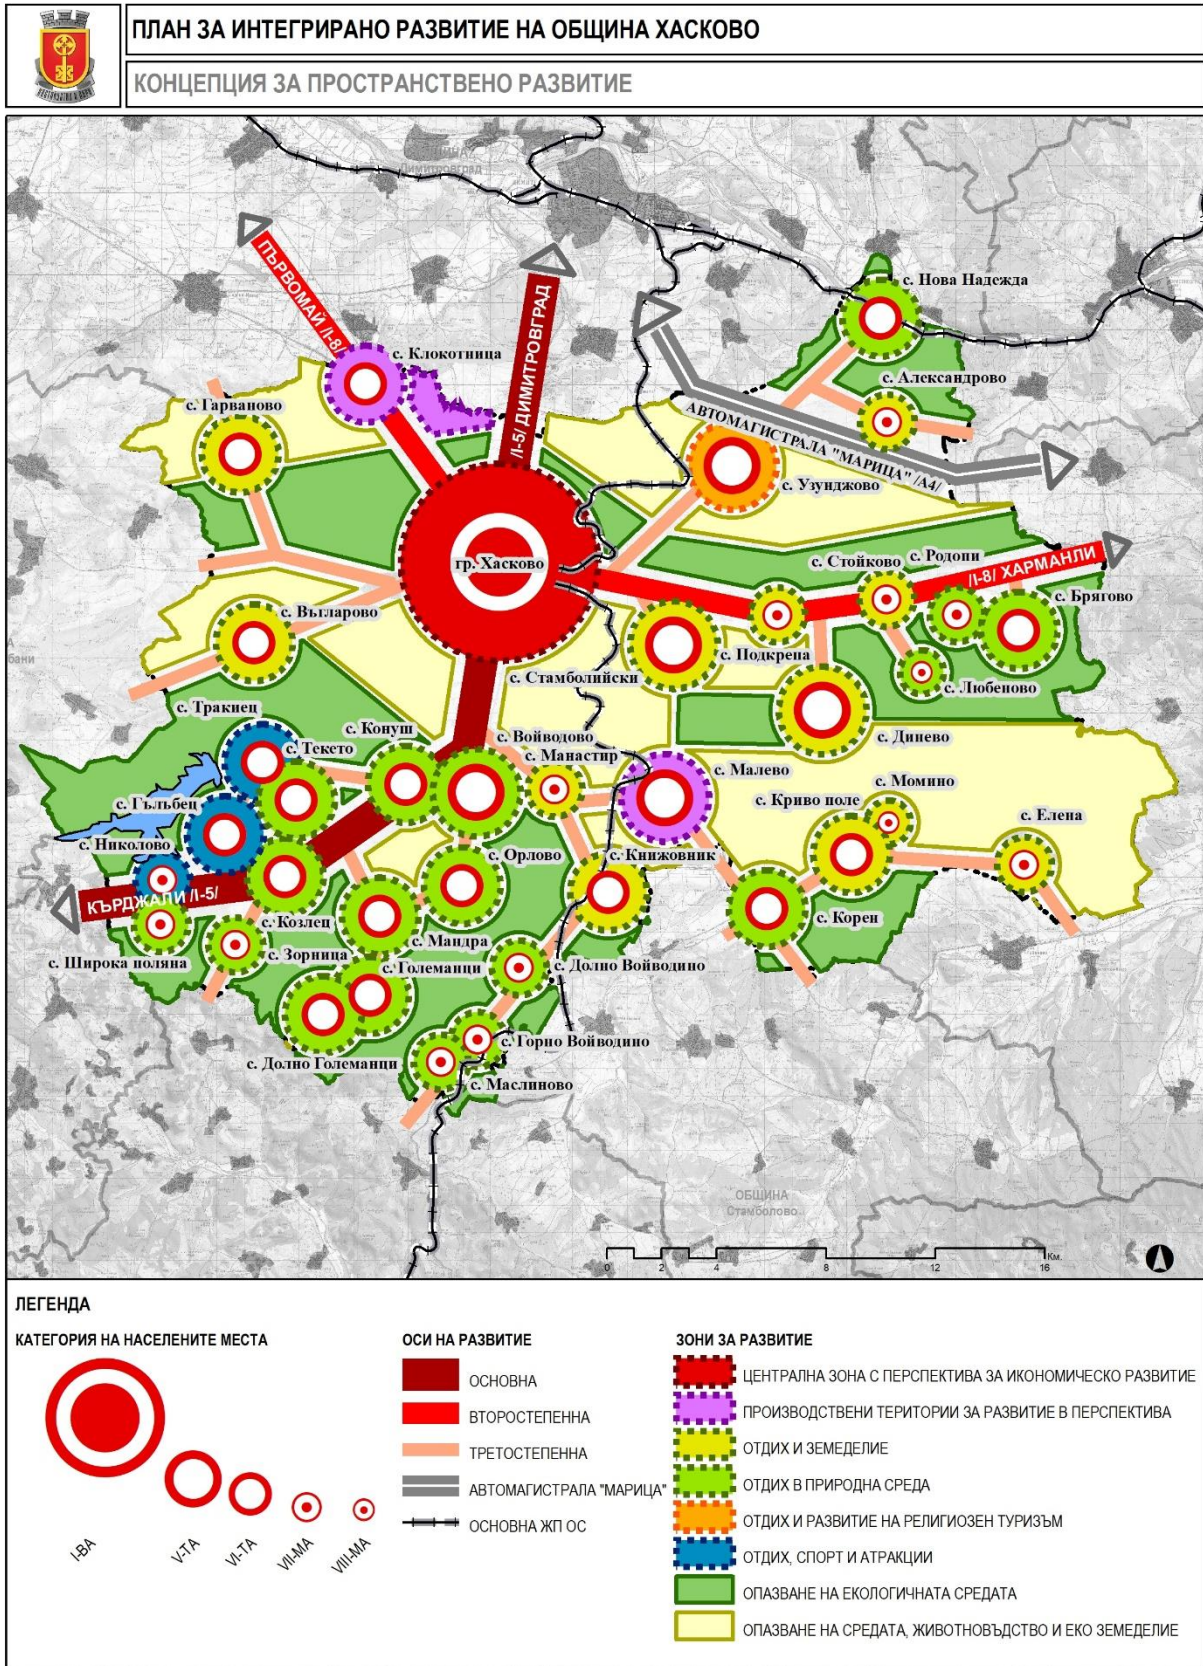 ПЛАН ЗА ИНТЕГРИРАНО РАЗВИТИЕ НА ОБЩИНА ХАСКОВО
КОНЦЕПЦИЯ ЗА ПРОСТРАНСТВЕНО РАЗВИТИЕ
Димитровград
ПЪРВОМАЙ /I-8/
/I-5/ ДИМИТРОВГРАД
с. Нова Надежда
с. Клокотница
с. Александрово
с. Гарваново
АВТОМАГИСТРАЛА "МАРИЦА" /А4/
с. Узунджово
гр. Хасково
с. Стойково
с. Родопи
/I-8/ ХАРМАНЛИ
с. Брягово
с. Въгларово
с. Подкрепа
с. Стамболийски
с. Любеново
с. Тракиец
с. Конуш
с. Войводово
с. Динево
с. Текето
с. Манастир
с. Малево
с. Момино
с. Гълъбец
с. Криво поле
с. Елена
с. Николово
с. Орлово
с. Книжовник
КЪРДЖАЛИ /I-5/
с. Козлец
с. Корен
с. Мандра
с. Зорница
с. Широка поляна
с. Големанци
с. Долно Войводино
с. Горно Войводино
с. Долно Големанци
с. Маслиново
ОБЩИНА
Стамболово
0 2 4 8 12 16
Км.
ЛЕГЕНДА
КАТЕГОРИЯ НА НАСЕЛЕНИТЕ МЕСТА
I-ВА
V-ТА
VI-ТА
VII-МА
VIII-МА
ОСИ НА РАЗВИТИЕ
ОСНОВНА
ВТОРОСТЕПЕННА
ТРЕТОСТЕПЕННА
АВТОМАГИСТРАЛА "МАРИЦА"
ОСНОВНА ЖП ОС
ЗОНИ ЗА РАЗВИТИЕ
ЦЕНТРАЛНА ЗОНА С ПЕРСПЕКТИВА ЗА ИКОНОМИЧЕСКО РАЗВИТИЕ
ПРОИЗВОДСТВЕНИ ТЕРИТОРИИ ЗА РАЗВИТИЕ В ПЕРСПЕКТИВА
ОТДИХ И ЗЕМЕДЕЛИЕ
ОТДИХ В ПРИРОДНА СРЕДА
ОТДИХ И РАЗВИТИЕ НА РЕЛИГИОЗЕН ТУРИЗЪМ
ОТДИХ, СПОРТ И АТРАКЦИИ
ОПАЗВАНЕ НА ЕКОЛОГИЧНАТА СРЕДАТА
ОПАЗВАНЕ НА СРЕДАТА, ЖИВОТНОВЪДСТВО И ЕКО ЗЕМЕДЕЛИЕ